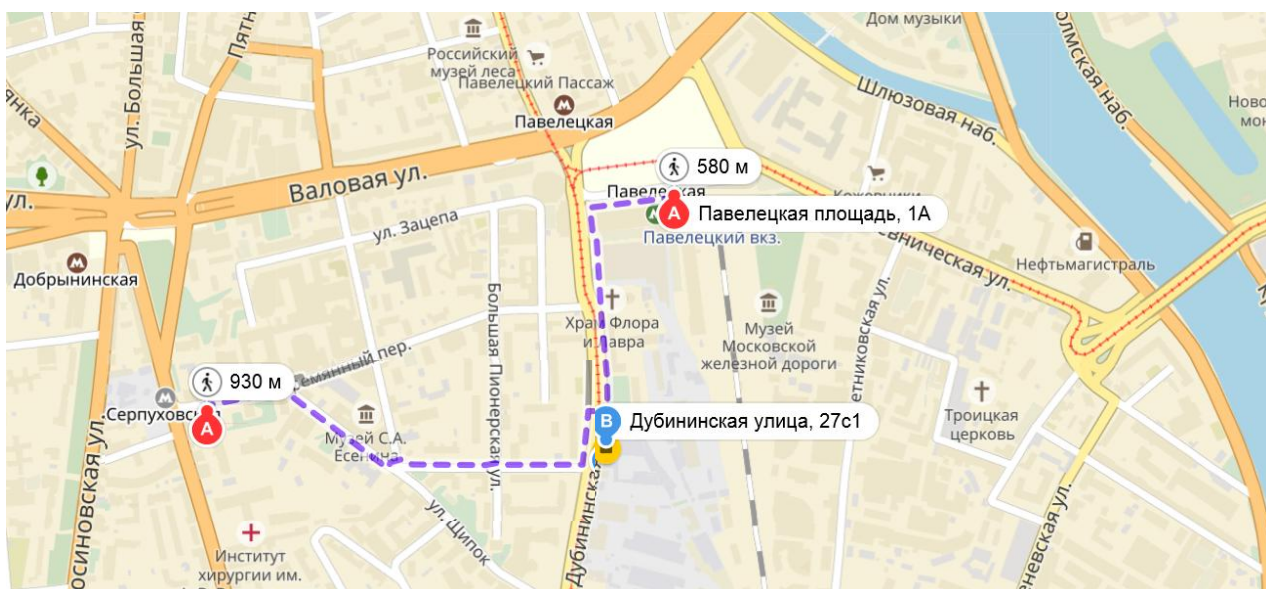 Дом музыки
Российский
музей леса
Павелецкий Пассаж
Павелецкая
ул. Большая
Шлюзовая наб.
Валовая ул.
580 м
Павелецкая
Кожевники
ул. Зацепа
А
Павелецкая площадь, 1А
Павелецкий вкз.
Нефтьмагистраль
Добрынинская
Большая Пионерская ул.
Храм Флора
и Лавра
Музей
Московской
железной дороги
930 м
Серпуховская
А
Музей С.А.
Есенина
В
Дубининская улица, 27с1
Троицкая
церковь
ул. Щипок
Дубининская
Институт
хирургии им.